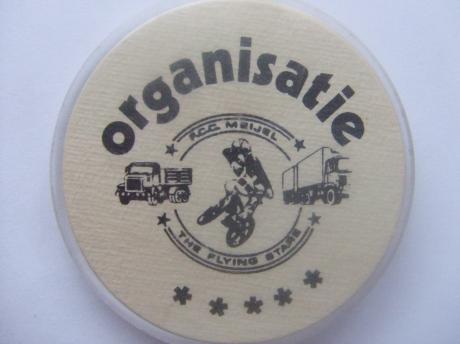 organisatie
F.C.C. MEIJEL
THE FLYING STARS